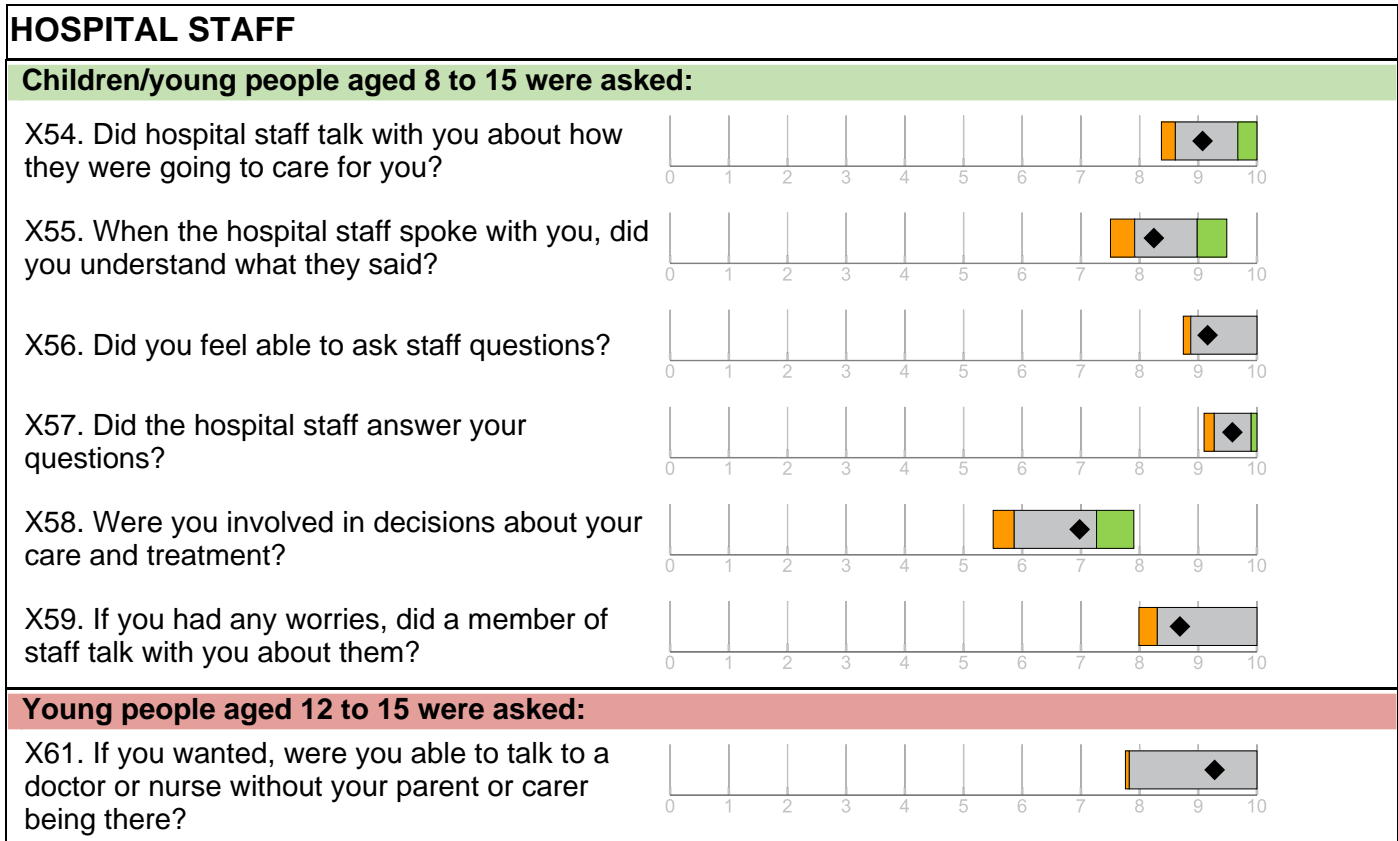 HOSPITAL STAFF
Children/young people aged 8 to 15 were asked:
X54. Did hospital staff talk with you about how
they were going to care for you?
0 1 2 3 4 5 6 7 8 9 10
X55. When the hospital staff spoke with you, did
you understand what they said?
0 1 2 3 4 5 6 7 8 9 10
X56. Did you feel able to ask staff questions?
0 1 2 3 4 5 6 7 8 9 10
X57. Did the hospital staff answer your
questions?
0 1 2 3 4 5 6 7 8 9 10
X58. Were you involved in decisions about your
care and treatment?
0 1 2 3 4 5 6 7 8 9 10
X59. If you had any worries, did a member of
staff talk with you about them?
0 1 2 3 4 5 6 7 8 9 10
Young people aged 12 to 15 were asked:
X61. If you wanted, were you able to talk to a
doctor or nurse without your parent or carer
being there?
0 1 2 3 4 5 6 7 8 9 10